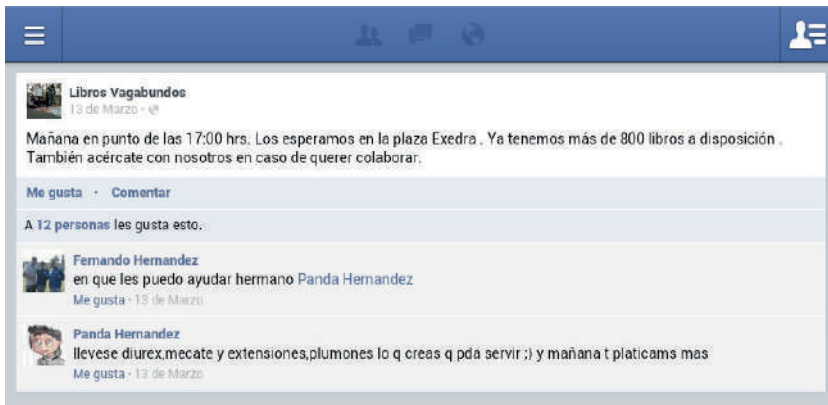 Libros Vagabundos
13 de Marzo ·
Mañana en punto de las 17:00 hrs. Los esperamos en la plaza Exedra . Ya tenemos más de 800 libros a disposición .
También acércate con nosotros en caso de querer colaborar.
Me gusta · Comentar
A 12 personas les gusta esto.
Fernando Hernandez
en que les puedo ayudar hermano Panda Hernandez
Me gusta · 13 de Marzo
Panda Hernandez
llevese diurex,mecate y extensiones,plumones lo q creas q pda servir ;) y mañana t platicams mas
Me gusta · 13 de Marzo